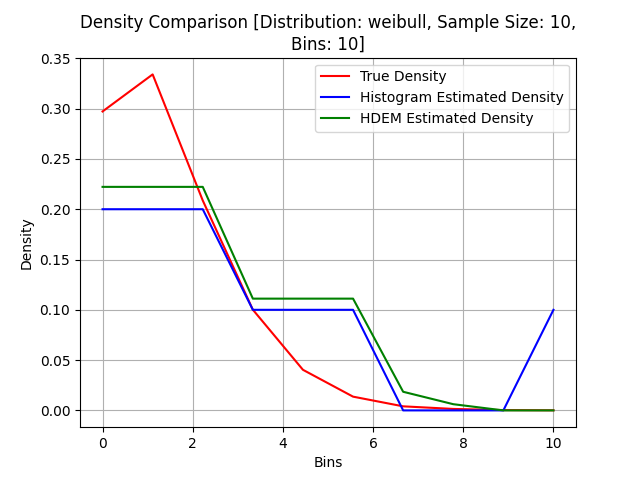 Density Comparison [Distribution: weibull, Sample Size: 10,
Bins: 10]
True Density
Histogram Estimated Density
HDEM Estimated Density
Density
0.35
0.30
0.25
0.20
0.15
0.10
0.05
0.00
0 2 4 6 8 10
Bins